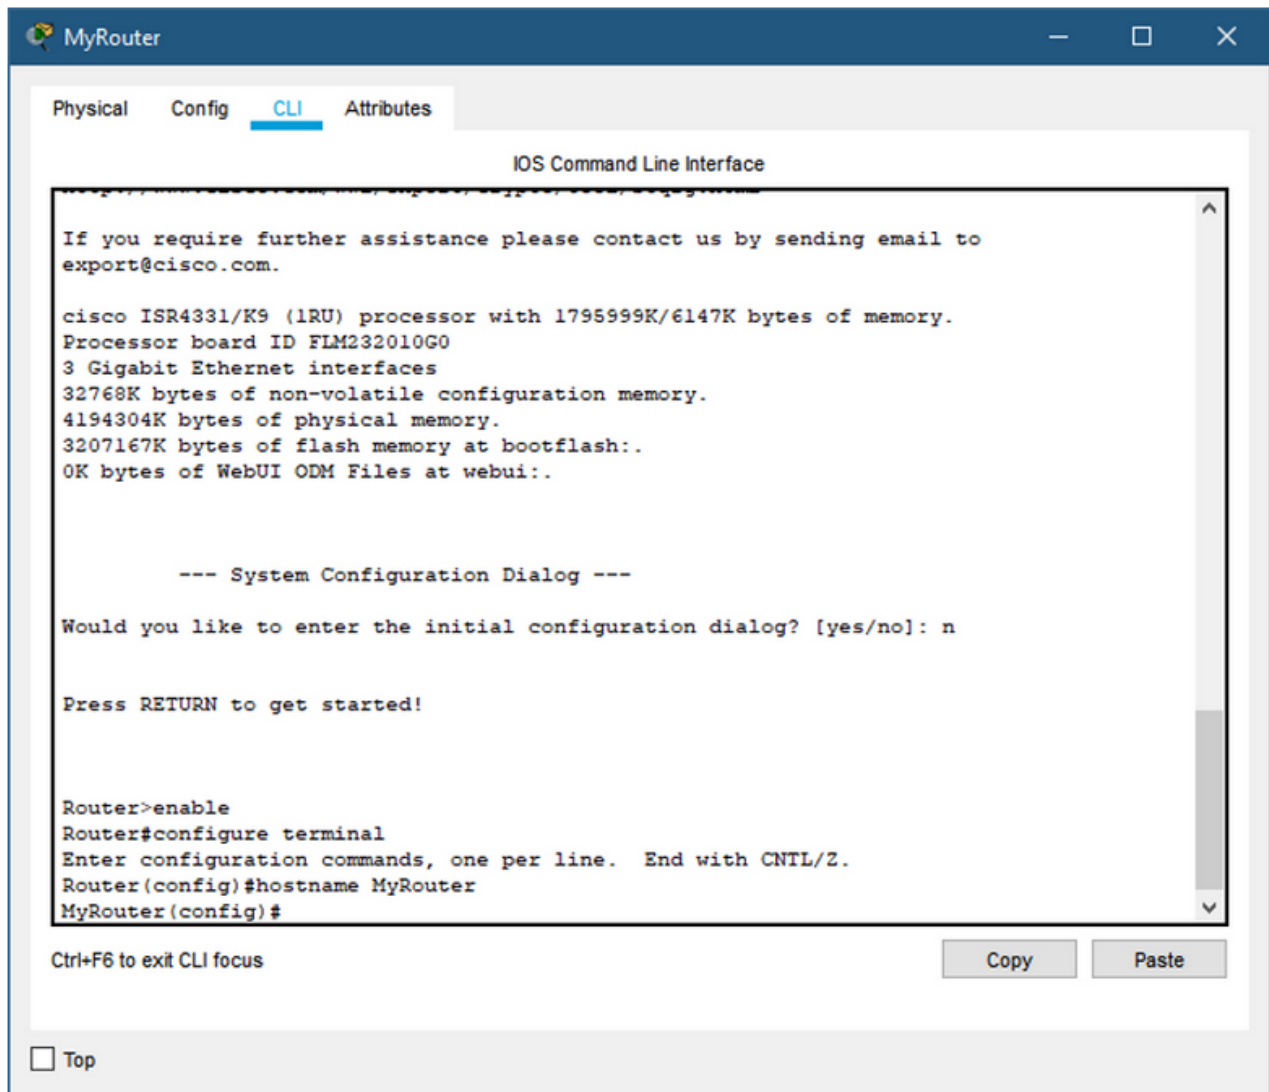 MyRouter
Physical Config CLI Attributes
IOS Command Line Interface
If you require further assistance please contact us by sending email to
export@cisco.com.
cisco ISR4331/K9 (1RU) processor with 1795999K/6147K bytes of memory.
Processor board ID FLM232010G0
3 Gigabit Ethernet interfaces
32768K bytes of non-volatile configuration memory.
4194304K bytes of physical memory.
3207167K bytes of flash memory at bootflash:.
0K bytes of WebUI ODM Files at webui:.
--- System Configuration Dialog ---
Would you like to enter the initial configuration dialog? [yes/no]: n
Press RETURN to get started!
Router>enable
Router#configure terminal
Enter configuration commands, one per line.  End with CNTL/Z.
Router(config)#hostname MyRouter
MyRouter(config)#
Ctrl+F6 to exit CLI focus
Copy
Paste
Top